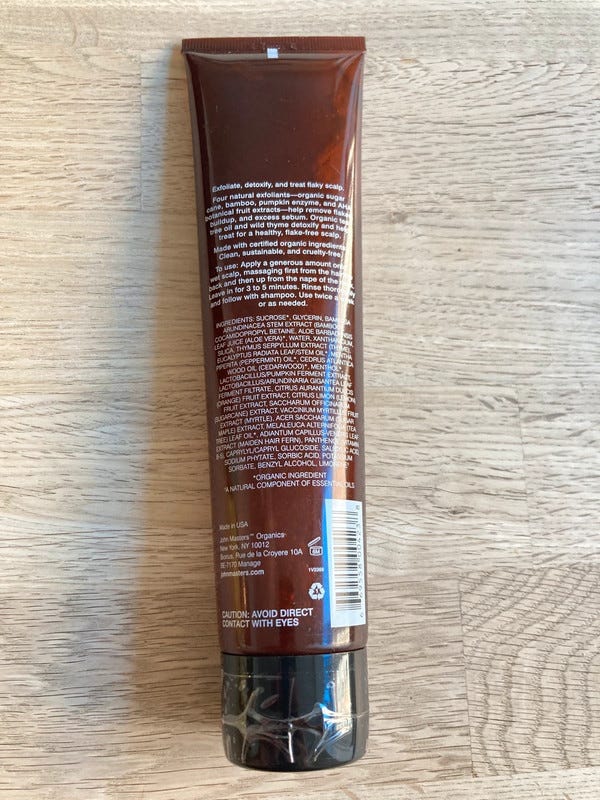 Exfoliate, detoxify, and treat flaky scalp.
Four natural exfoliants—organic sugar
cane, bamboo, pumpkin enzyme, and AHA
botanical fruit extracts—help remove
buildup, and excess sebum. Organic
tree oil and wild thyme detoxify and
treat for a healthy, flake-free scalp.
Made with certified organic
Clean, sustainable, and cruelty-free.
To use: Apply a generous amount
wet scalp, massaging first from the
back and then up from the nape of the
Leave in for 3 to 5 minutes. Rinse
and follow with shampoo. Use twice a
or as needed.
INGREDIENTS: SUCROSE*, GLYCERIN,
ARUNDINACEA STEM EXTRACT (BAMBOO),
COCAMIDOPROPYL BETAINE, ALOE BARBADENSIS
LEAF JUICE (ALOE VERA)*, WATER, XANTHAN GUM,
SILICA, THYMUS SERPYLLUM EXTRACT (THYME),
EUCALYPTUS RADIATA LEAF/STEM OIL*, MENTHA
PIPERITA (PEPPERMINT) OIL*, CEDRUS ATLANTICA
WOOD OIL (CEDARWOOD)*, MENTHOL*,
LACTOBACILLUS/PUMPKIN FERMENT EXTRACT,
LACTOBACILLUS/ARUNDINARIA GIGANTEA LEAF
FERMENT FILTRATE, CITRUS AURANTIUM DULCIS
(ORANGE) FRUIT EXTRACT, CITRUS LIMON (LEMON)
FRUIT EXTRACT, SACCHARUM OFFICINARUM
(SUGARCANE) EXTRACT, VACCINIUM MYRTILLUS FRUIT
EXTRACT (MYRTLE), ACER SACCHARUM (SUGAR
MAPLE) EXTRACT, MELALEUCA ALTERNIFOLIA (TEA
TREE) LEAF OIL*, ADIANTUM CAPILLUS-VENERIS LEAF
EXTRACT (MAIDEN HAIR FERN), PANTHENOL (VITAMIN
B-5), CAPRYLYL/CAPRYL GLUCOSIDE, SALICYLIC ACID,
SODIUM PHYTATE, SORBIC ACID, POTASSIUM
SORBATE, BENZYL ALCOHOL,
*ORGANIC INGREDIENT
A NATURAL COMPONENT OF ESSENTIAL OILS
Made in USA
John Masters™ Organics
New York, NY 10012
Biorius, Rue de la Croyere 10A
BE-7170 Manage
johnmasters.com
6M
CAUTION: AVOID DIRECT
CONTACT WITH EYES